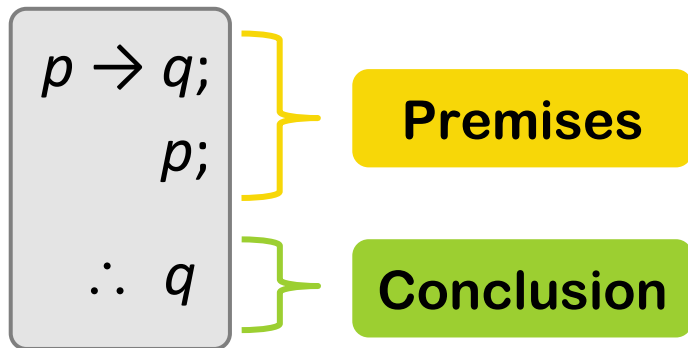 p → q;
p;
Premises
∴ q
Conclusion